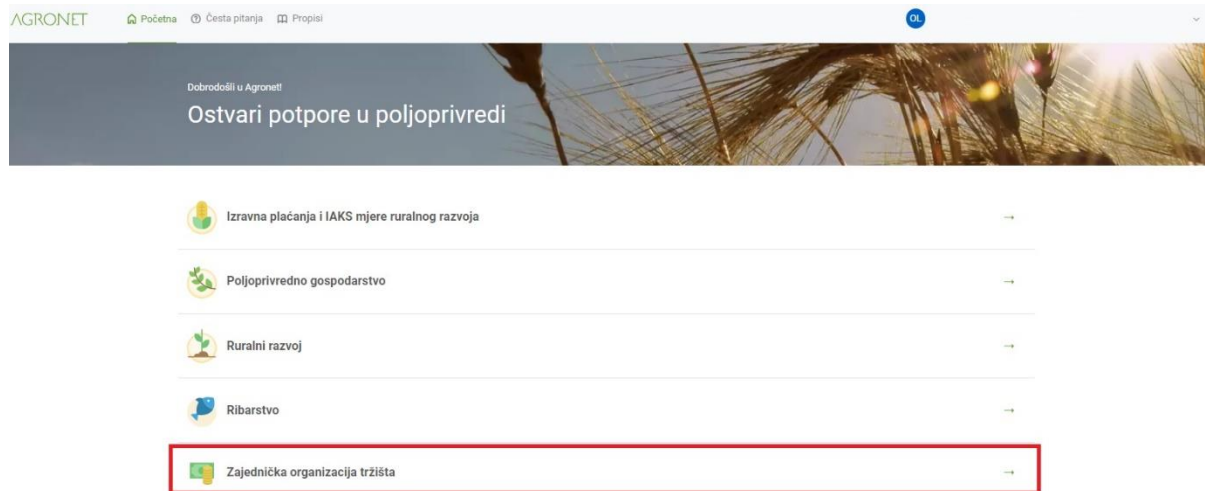 AGRONET
Početna Česta pitanja Propisi OL
Dobrodošli u Agronet!
Ostvari potpore u poljoprivredi
Izravna plaćanja i IAKS mjere ruralnog razvoja
Poljoprivredno gospodarstvo
Ruralni razvoj
Ribarstvo
Zajednička organizacija tržišta